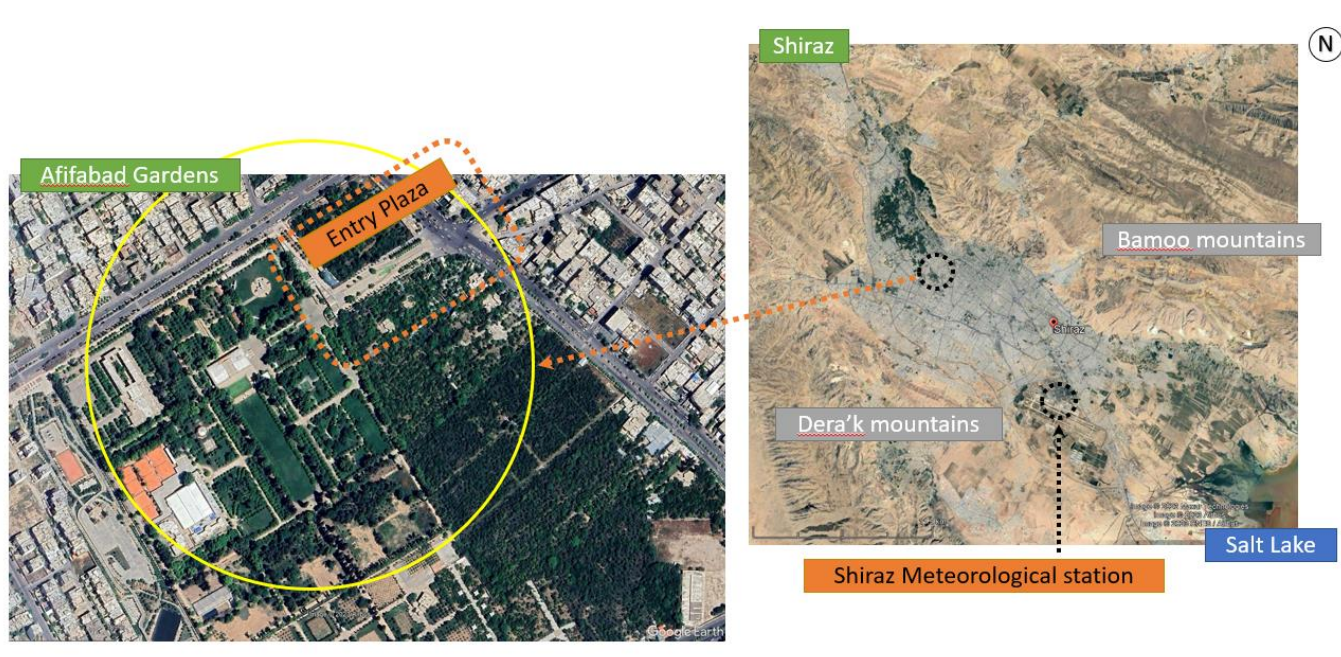 Shiraz
N
Afifabad Gardens
Entry Plaza
Bamoo mountains
Shiraz
Dera'k mountains
Salt Lake
Shiraz Meteorological station
Google Earth